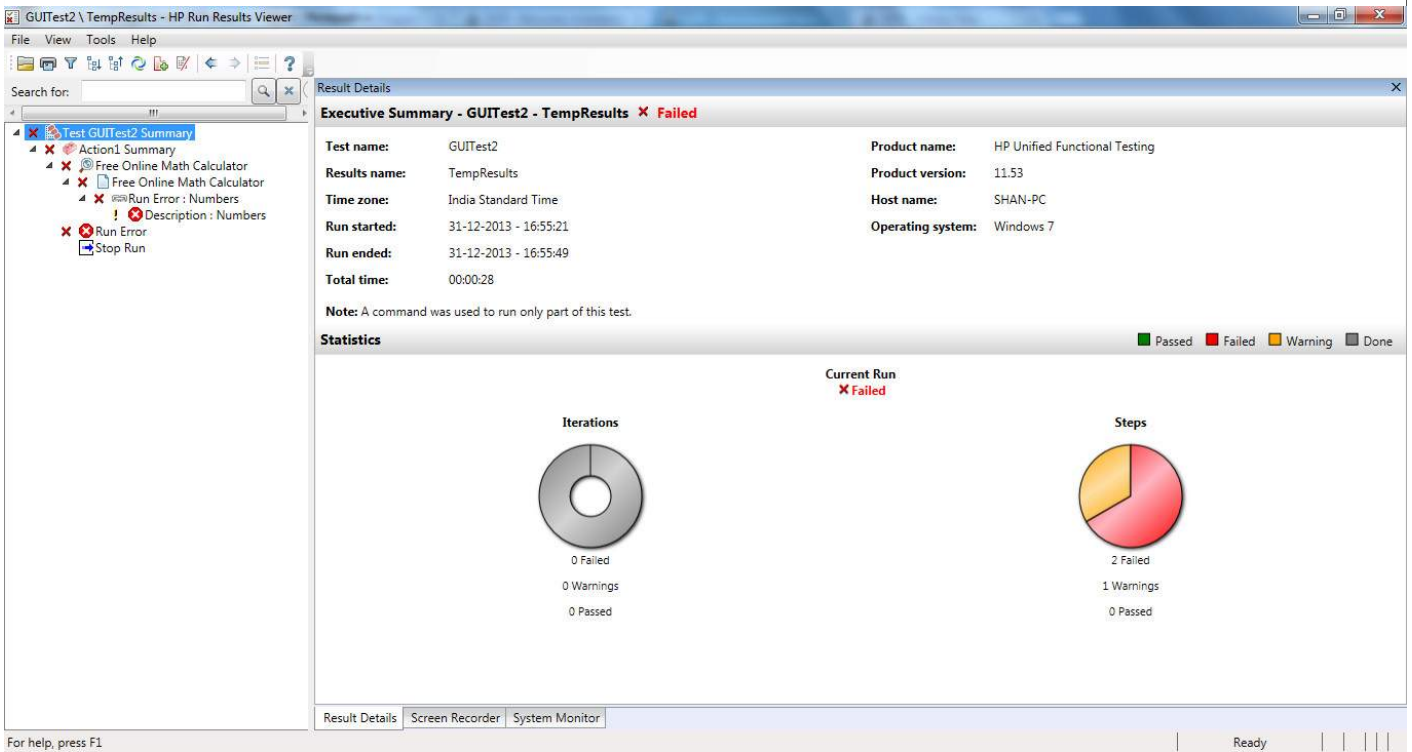 GUITest2 \ TempResults - HP Run Results Viewer
File View Tools Help
Search for:
Test GUITest2 Summary
Action1 Summary
Free Online Math Calculator
Free Online Math Calculator
Run Error : Numbers
Description : Numbers
Run Error
Stop Run
Result Details
Executive Summary - GUITest2 - TempResults Failed
Test name: GUITest2 Product name: HP Unified Functional Testing
Results name: TempResults Product version: 11.53
Time zone: India Standard Time Host name: SHAN-PC
Run started: 31-12-2013 - 16:55:21 Operating system: Windows 7
Run ended: 31-12-2013 - 16:55:49
Total time: 00:00:28
Note: A command was used to run only part of this test.
Statistics Passed Failed Warning Done
Current Run
Failed
Iterations Steps
0 Failed 2 Failed
0 Warnings 1 Warnings
0 Passed 0 Passed
Result Details Screen Recorder System Monitor
For help, press F1 Ready